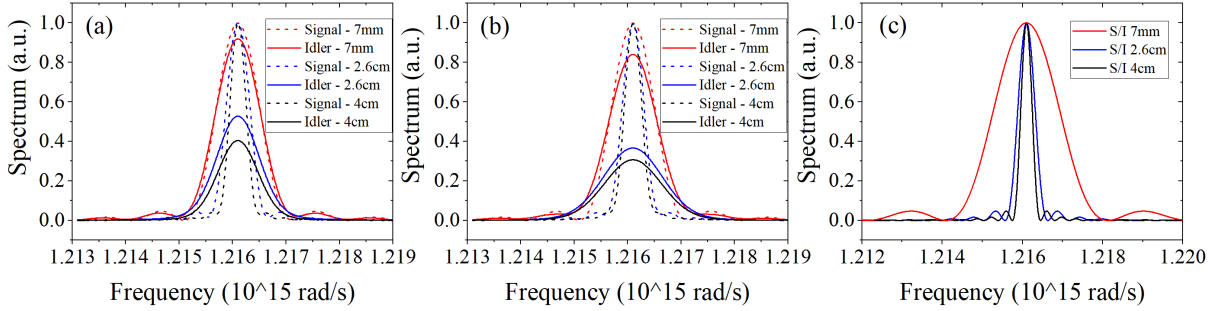 (a)
Signal - 7mm
Idler - 7mm
Signal - 2.6cm
Idler - 2.6cm
Signal - 4cm
Idler - 4cm
Spectrum (a.u.)
1.0
0.8
0.6
0.4
0.2
0.0
1.213 1.214 1.215 1.216 1.217 1.218 1.219
Frequency (10^15 rad/s)
(b)
Signal - 7mm
Idler - 7mm
Signal - 2.6cm
Idler - 2.6cm
Signal - 4cm
Idler - 4cm
Spectrum (a.u.)
1.0
0.8
0.6
0.4
0.2
0.0
1.213 1.214 1.215 1.216 1.217 1.218 1.219
Frequency (10^15 rad/s)
(c)
S/I 7mm
S/I 2.6cm
S/I 4cm
Spectrum (a.u.)
1.0
0.8
0.6
0.4
0.2
0.0
1.212 1.214 1.216 1.218 1.220
Frequency (10^15 rad/s)